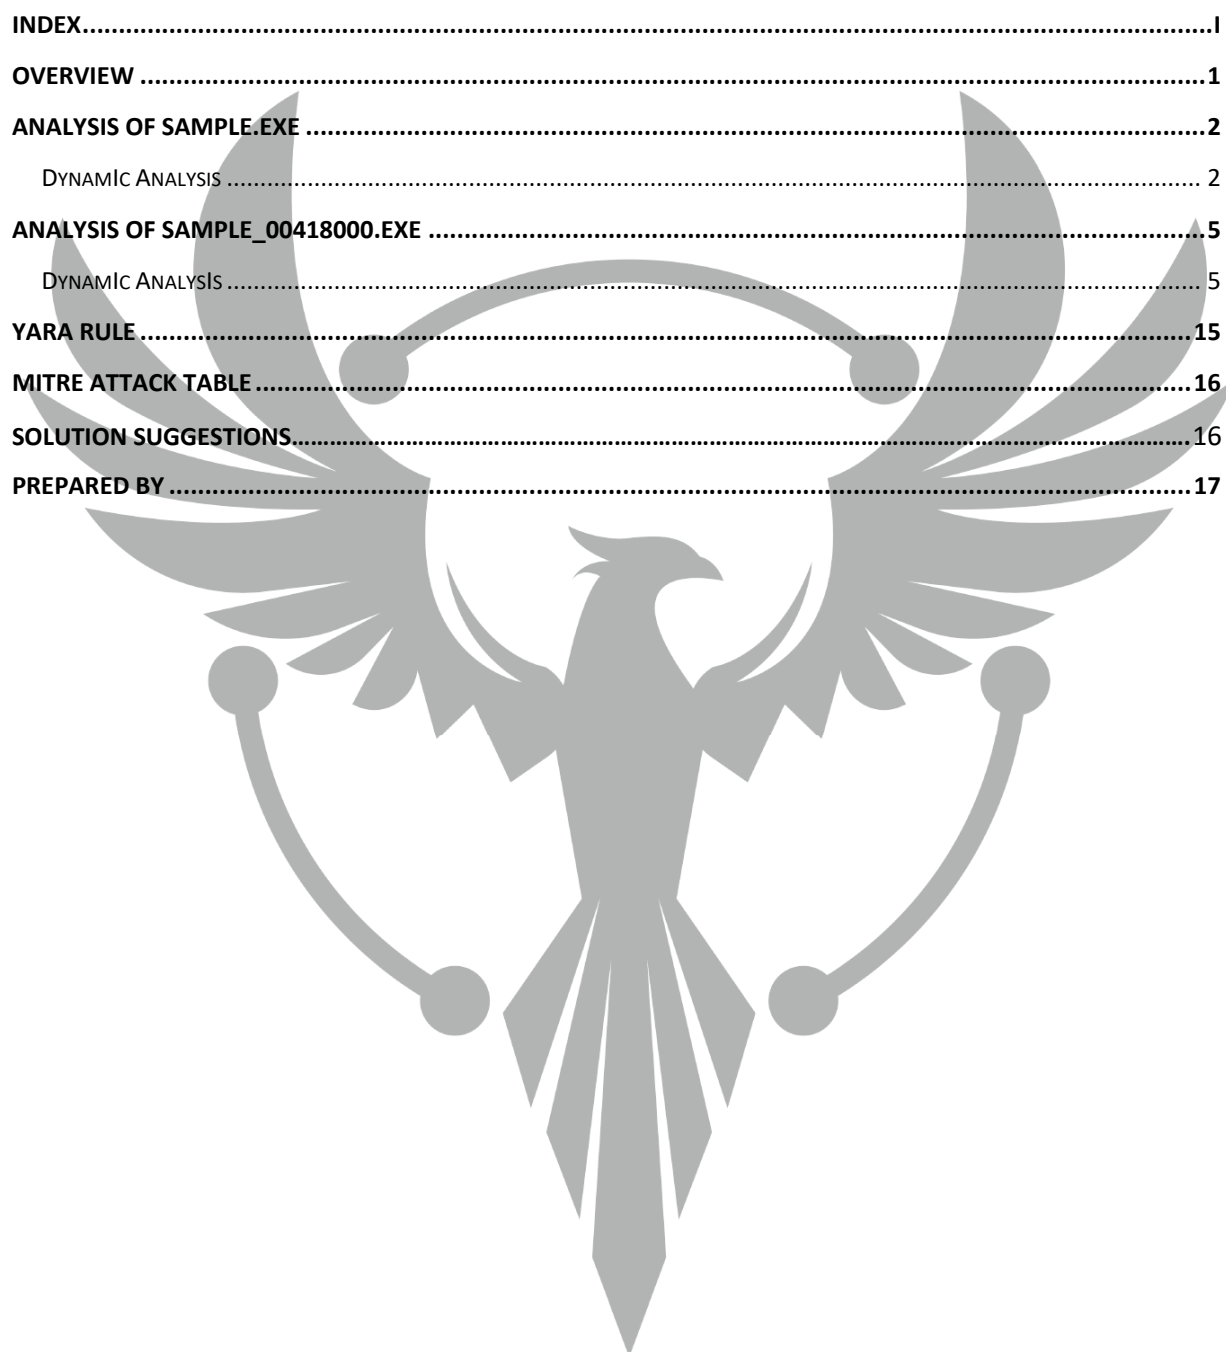 INDEX....................................................................................................I
OVERVIEW ....................................................................................................1
ANALYSIS OF SAMPLE.EXE ....................................................................................................2
DYNAMIC ANALYSIS .................................................................................................... 2
ANALYSIS OF SAMPLE_00418000.EXE ....................................................................................................5
DYNAMIC ANALYSIS .................................................................................................... 5
YARA RULE ....................................................................................................15
MITRE ATTACK TABLE ....................................................................................................16
SOLUTION SUGGESTIONS....................................................................................................16
PREPARED BY ....................................................................................................17